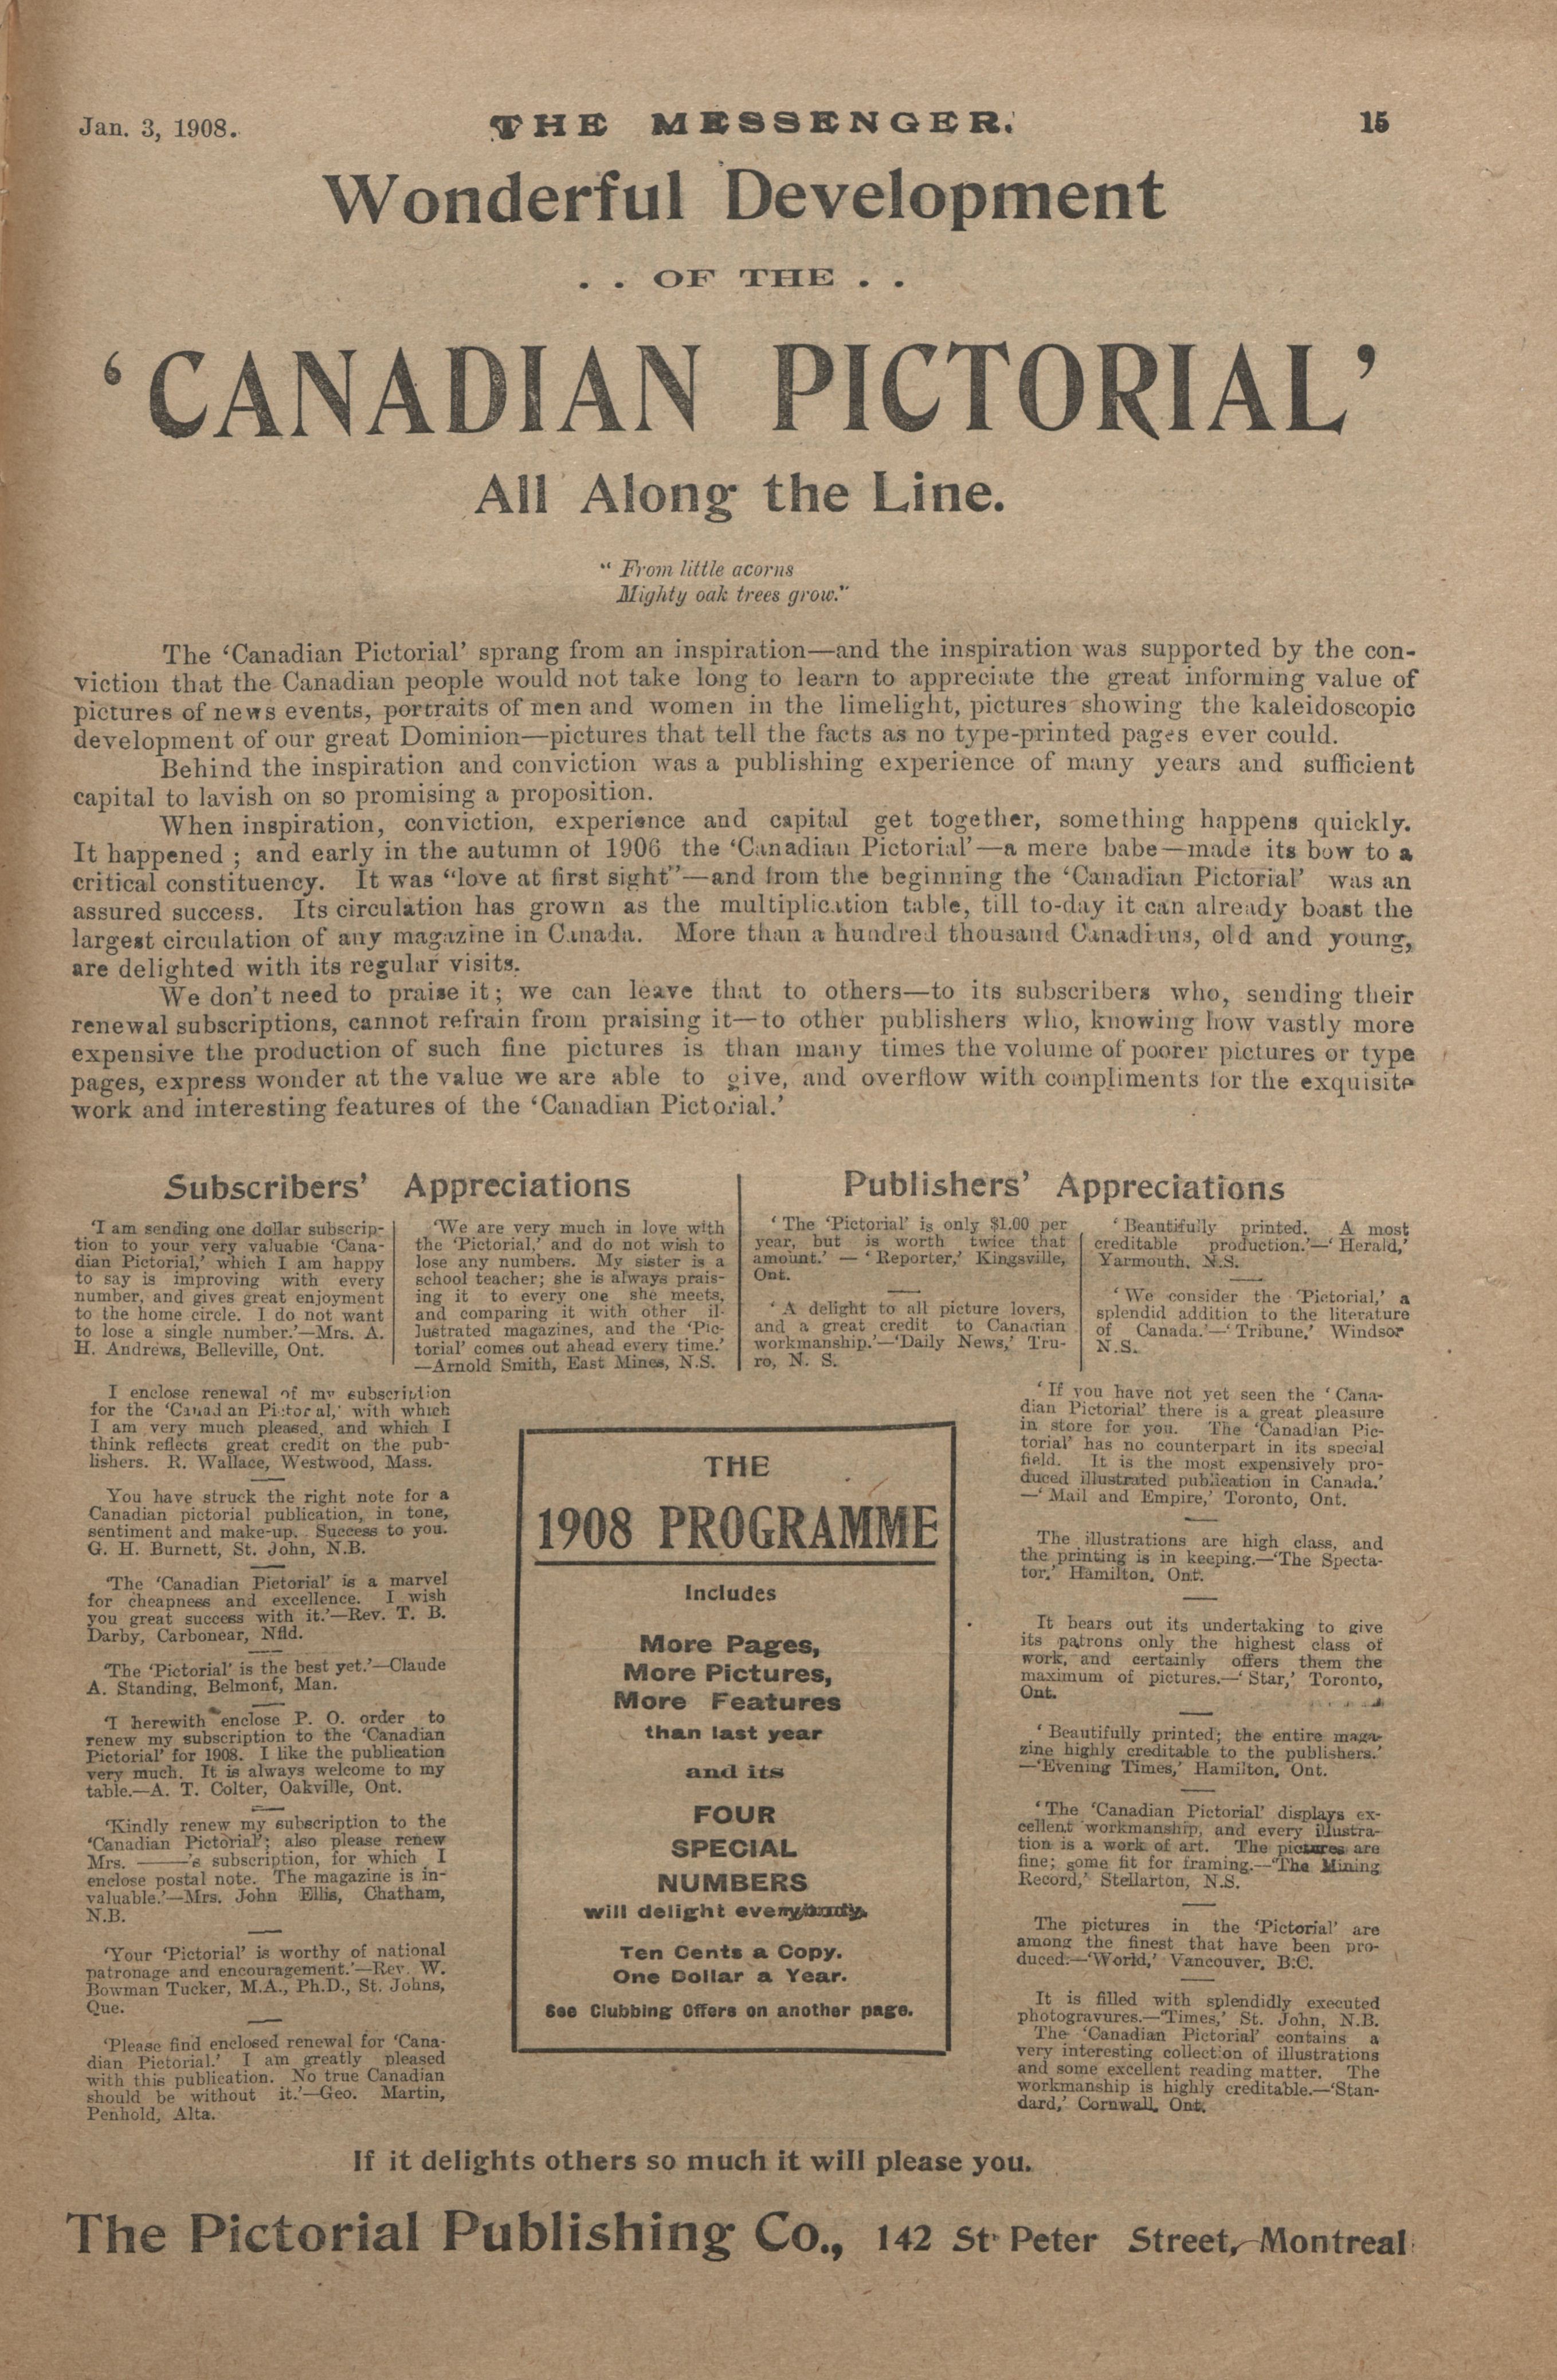 Jan. 3, 1908.
THE MESSENGER.
15
Wonderful Development
. . OF THE . .
‘CANADIAN PICTORIAL’
All Along the Line.
“ From little acorns
Mighty oak trees grow.”
The ‘Canadian Pictorial’ sprang from an inspiration—and the inspiration was supported by the con-
viction that the Canadian people would not take long to learn to appreciate the great informing value of
pictures of news events, portraits of men and women in the limelight, pictures showing the kaleidoscopic
development of our great Dominion—pictures that tell the facts as no type-printed pages ever could.
Behind the inspiration and conviction was a publishing experience of many years and sufficient
capital to lavish on so promising a proposition.
When inspiration, conviction, experience and capital get together, something happens quickly.
It happened ; and early in the autumn of 1906 the ‘Canadian Pictorial’—a mere babe—made its bow to a
critical constituency. It was “love at first sight”—and from the beginning the ‘Canadian Pictorial’ was an
assured success. Its circulation has grown as the multiplication table, till to-day it can already boast the
largest circulation of any magazine in Canada. More than a hundred thousand Canadians, old and young,
are delighted with its regular visits.
We don’t need to praise it ; we can leave that to others—to its subscribers who, sending their
renewal subscriptions, cannot refrain from praising it—to other publishers who, knowing how vastly more
expensive the production of such fine pictures is than many times the volume of poorer pictures or type
pages, express wonder at the value we are able to give, and overflow with compliments for the exquisite
work and interesting features of the ‘Canadian Pictorial.’
Subscribers’ Appreciations
‘I am sending one dollar subscrip-
tion to your very valuable ‘Cana-
dian Pictorial,’ which I am happy
to say is improving with every
number, and gives great enjoyment
to the home circle. I do not want
to lose a single number.’—Mrs. A.
H. Andrews, Belleville, Ont.
‘We are very much in love with
the ‘Pictorial,’ and do not wish to
lose any numbers. My sister is a
school teacher; she is always prais-
ing it to every one she meets,
and comparing it with other il-
lustrated magazines, and the ‘Pic-
torial’ comes out ahead every time.’
—Arnold Smith, East Mines, N.S.
I enclose renewal of my subscription
for the ‘Canadian Pictorial,’ with which
I am very much pleased, and which I
think reflects great credit on the pub-
lishers. R. Wallace, Westwood, Mass.
You have struck the right note for a
Canadian pictorial publication, in tone,
sentiment and make-up. Success to you.
G. H. Burnett, St. John, N.B.
‘The ‘Canadian Pictorial’ is a marvel
for cheapness and excellence. I wish
you great success with it.’—Rev. T. B.
Darby, Carbonear, Nfld.
‘The ‘Pictorial’ is the best yet.’—Claude
A. Standing, Belmont, Man.
‘I herewith enclose P. O. order to
renew my subscription to the ‘Canadian
Pictorial’ for 1908. I like the publication
very much. It is always welcome to my
table.—A. T. Colter, Oakville, Ont.
‘Kindly renew my subscription to the
‘Canadian Pictorial’; also please renew
Mrs. ———’s subscription, for which I
enclose postal note. The magazine is in-
valuable.’—Mrs. John Ellis, Chatham,
N.B.
‘Your ‘Pictorial’ is worthy of national
patronage and encouragement.’—Rev. W.
Bowman Tucker, M.A., Ph.D., St. Johns,
Que.
‘Please find enclosed renewal for ‘Cana-
dian Pictorial.’ I am greatly pleased
with this publication. No true Canadian
should be without it.’—Geo. Martin,
Penhold, Alta.
THE
1908 PROGRAMME
Includes
More Pages,
More Pictures,
More Features
than last year
and its
FOUR
SPECIAL
NUMBERS
will delight everybody.
Ten Cents a Copy.
One Dollar a Year.
See Clubbing Offers on another page.
Publishers’ Appreciations
‘ The ‘Pictorial’ is only $1.00 per
year, but is worth twice that
amount.’ — ‘ Reporter,’ Kingsville,
Ont.
‘ A delight to all picture lovers,
and a great credit to Canadian
workmanship.’—‘Daily News,’ Tru-
ro, N. S.
‘ Beautifully printed. A most
creditable production.’—‘ Herald,’
Yarmouth, N.S.
‘ We consider the ‘Pictorial,’ a
splendid addition to the literature
of Canada.’—‘ Tribune,’ Windsor
N.S.
‘ If you have not yet seen the ‘ Cana-
dian Pictorial’ there is a great pleasure
in store for you. The ‘Canadian Pic-
torial’ has no counterpart in its special
field. It is the most expensively pro-
duced illustrated publication in Canada.’
—‘ Mail and Empire,’ Toronto, Ont.
The illustrations are high class, and
the printing is in keeping.—‘The Specta-
tor,’ Hamilton, Ont.
It bears out its undertaking to give
its patrons only the highest class of
work, and certainly offers them the
maximum of pictures.—‘ Star,’ Toronto,
Ont.
‘ Beautifully printed; the entire maga-
zine highly creditable to the publishers.’
—‘Evening Times,’ Hamilton, Ont.
‘ The ‘Canadian Pictorial’ displays ex-
cellent workmanship, and every illustra-
tion is a work of art. The pictures are
fine; some fit for framing.—‘The Mining
Record,’ Stellarton, N.S.
The pictures in the ‘Pictorial’ are
among the finest that have been pro-
duced.—‘World,’ Vancouver, B.C.
It is filled with splendidly executed
photogravures.—‘Times,’ St. John, N.B.
The ‘Canadian Pictorial’ contains a
very interesting collection of illustrations
and some excellent reading matter. The
workmanship is highly creditable.—‘Stan-
dard,’ Cornwall, Ont.
If it delights others so much it will please you.
The Pictorial Publishing Co., 142 St. Peter Street, Montreal